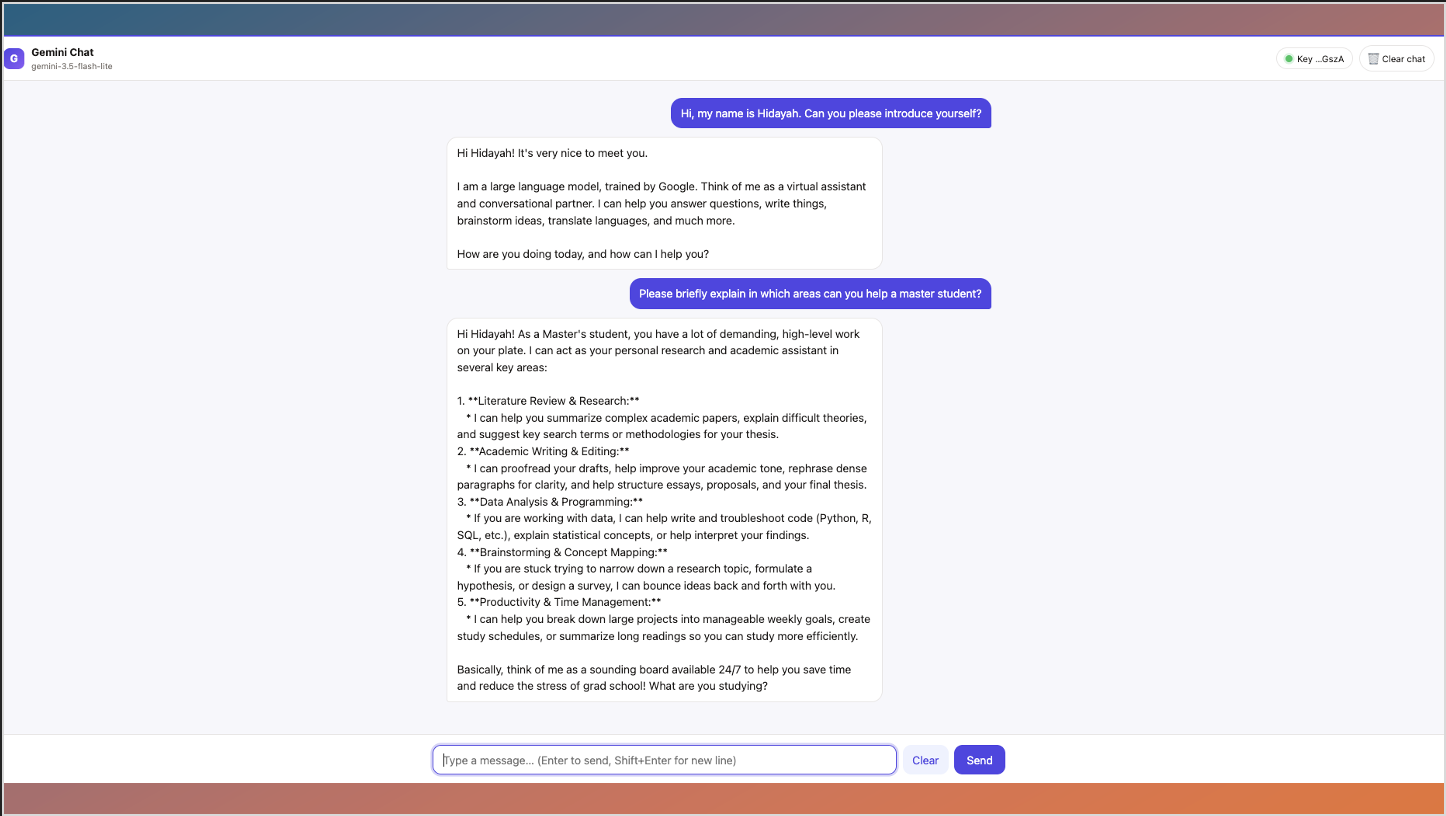 G
Gemini Chat
gemini-3.5-flash-lite
Key ...GszA
Clear chat
Hi, my name is Hidayah. Can you please introduce yourself?
Hi Hidayah! It's very nice to meet you.
I am a large language model, trained by Google. Think of me as a virtual assistant
and conversational partner. I can help you answer questions, write things,
brainstorm ideas, translate languages, and much more.
How are you doing today, and how can I help you?
Please briefly explain in which areas can you help a master student?
Hi Hidayah! As a Master's student, you have a lot of demanding, high-level work
on your plate. I can act as your personal research and academic assistant in
several key areas:
1. **Literature Review & Research:**
* I can help you summarize complex academic papers, explain difficult theories,
and suggest key search terms or methodologies for your thesis.
2. **Academic Writing & Editing:**
* I can proofread your drafts, help improve your academic tone, rephrase dense
paragraphs for clarity, and help structure essays, proposals, and your final thesis.
3. **Data Analysis & Programming:**
* If you are working with data, I can help write and troubleshoot code (Python, R,
SQL, etc.), explain statistical concepts, or help interpret your findings.
4. **Brainstorming & Concept Mapping:**
* If you are stuck trying to narrow down a research topic, formulate a
hypothesis, or design a survey, I can bounce ideas back and forth with you.
5. **Productivity & Time Management:**
* I can help you break down large projects into manageable weekly goals, create
study schedules, or summarize long readings so you can study more efficiently.
Basically, think of me as a sounding board available 24/7 to help you save time
and reduce the stress of grad school! What are you studying?
Type a message... (Enter to send, Shift+Enter for new line)
Clear
Send